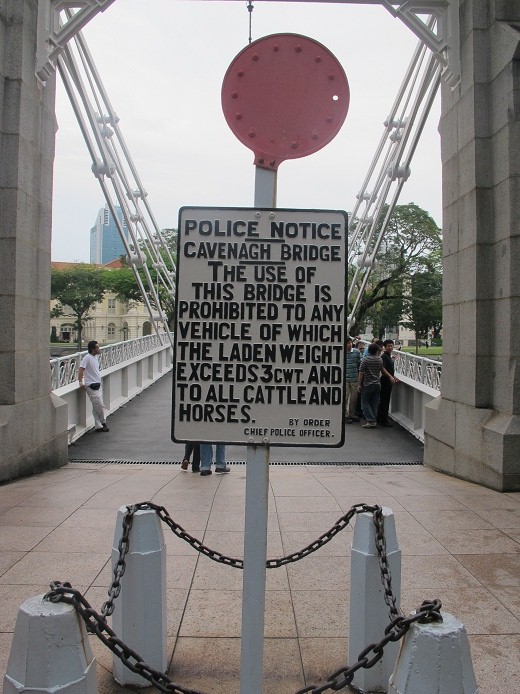 POLICE NOTICE
CAVENAGH BRIDGE
THE USE OF
THIS BRIDGE IS
PROHIBITED TO ANY
VEHICLE OF WHICH
THE LADEN WEIGHT
EXCEEDS 3 CWT. AND
TO ALL CATTLE AND
HORSES.
BY ORDER
CHIEF POLICE OFFICER.